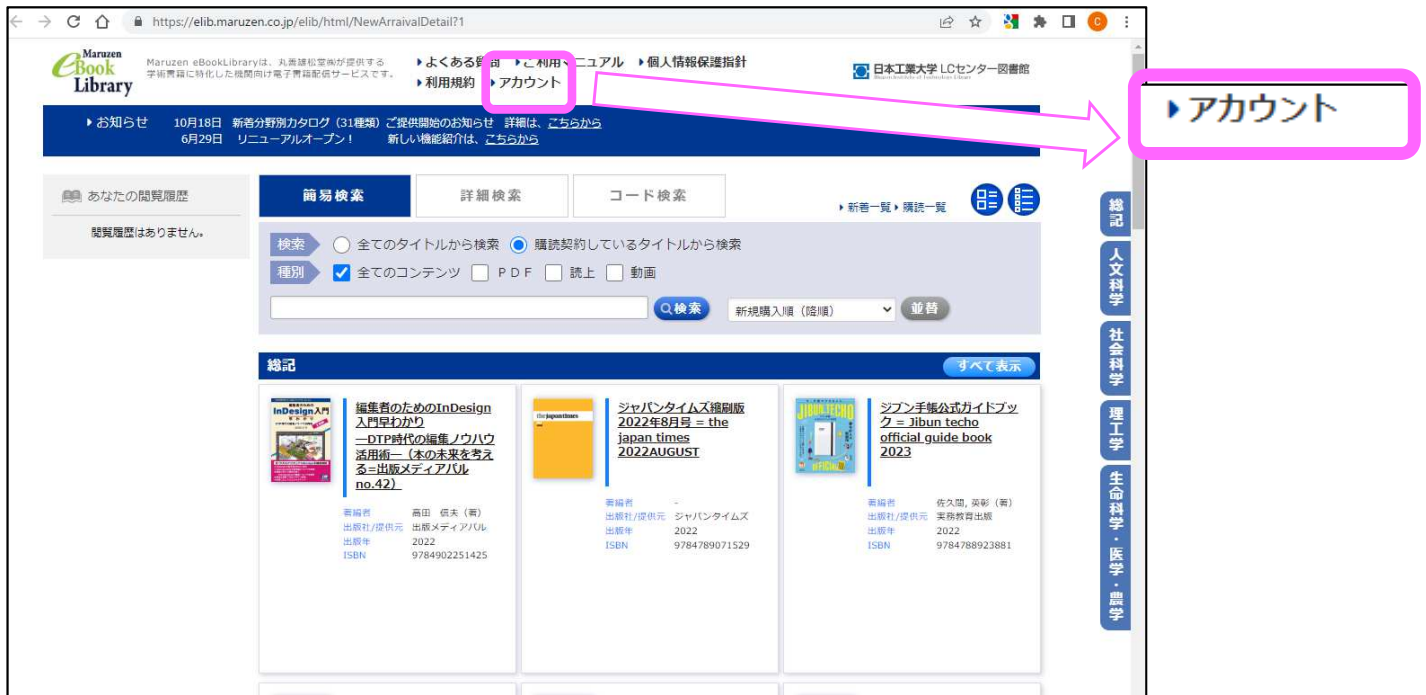 https://elib.maruzen.co.jp/elib/html/NewArraivalDetail?1
C
Maruzen
eBook
Library
Maruzen eBookLibraryは、丸善雄松堂㈱が提供する
学術書籍に特化した機関向け電子書籍配信サービスです。
よくある質問 ご利用マニュアル 個人情報保護指針
利用規約 アカウント
日本工業大学 LCセンター図書館
アカウント
お知らせ 10月18日 新着分野別カタログ（31種類）ご提供開始のお知らせ 詳細は、こちらから
6月29日 リニューアルオープン！ 新しい機能紹介は、こちらから
あなたの閲覧履歴
閲覧履歴はありません。
簡易検索 詳細検索 コード検索
新着一覧 購読一覧
検索 全てのタイトルから検索 購読契約しているタイトルから検索
種別 全てのコンテンツ PDF 読上 動画
検索 新規購入順（降順） 並替
総記 すべて表示
編集者のためのInDesign
入門早わかり
―DTP時代の編集ノウハウ
活用術―（本の未来を考え
る=出版メディアパル
no.42）
著編者 高田 信夫（著）
出版社/提供元 出版メディアパル
出版年 2022
ISBN 9784902251425
the japan times
ジャパンタイムズ縮刷版
2022年8月号 = the
japan times
2022AUGUST
著編者 -
出版社/提供元 ジャパンタイムズ
出版年 2022
ISBN 9784789071529
JIBUN TECHO
ジブン手帳公式ガイドブッ
ク = Jibun techo
official guide book
2023
著編者 佐久間, 英彰（著）
出版社/提供元 実務教育出版
出版年 2022
ISBN 9784788923881
総記
人文科学
社会科学
理工学
生命科学・医学・農学